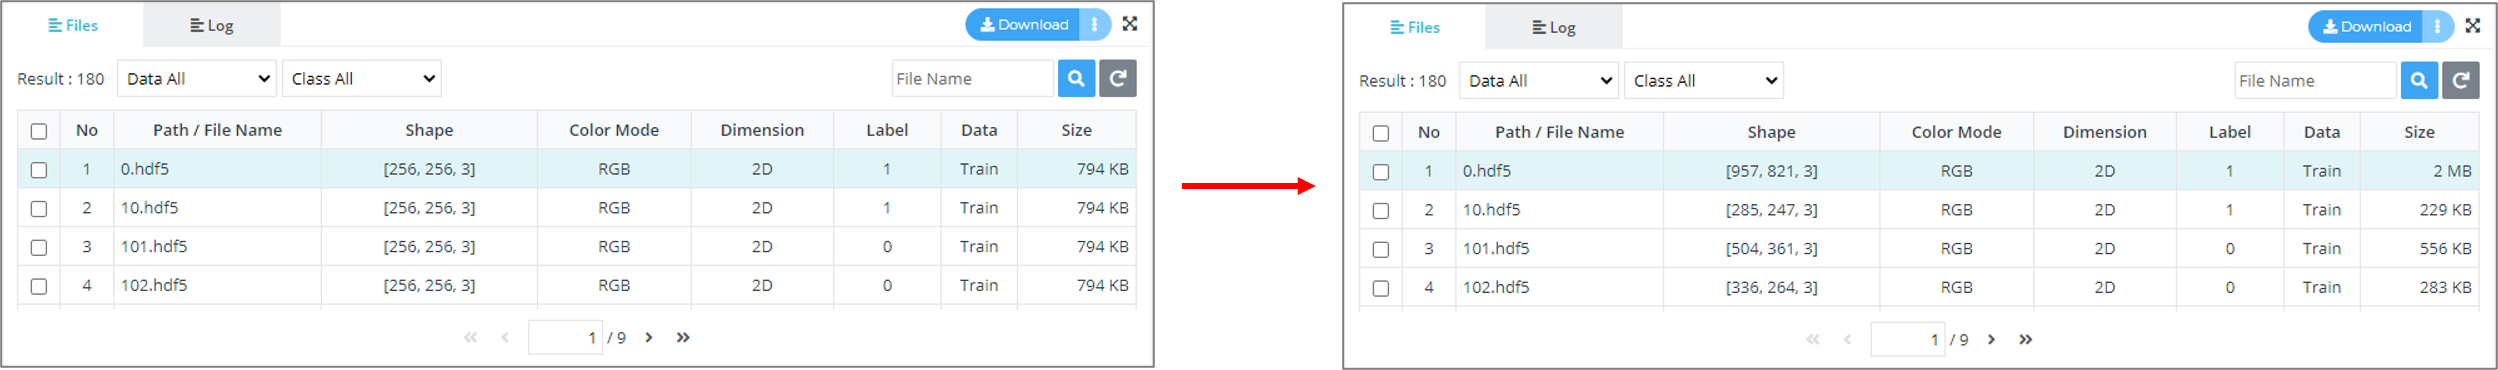 Files Log Download
Result : 180 Data All Class All File Name
No Path / File Name Shape Color Mode Dimension Label Data Size
1 0.hdf5 [256, 256, 3] RGB 2D 1 Train 794 KB
2 10.hdf5 [256, 256, 3] RGB 2D 1 Train 794 KB
3 101.hdf5 [256, 256, 3] RGB 2D 0 Train 794 KB
4 102.hdf5 [256, 256, 3] RGB 2D 0 Train 794 KB
1 / 9
Files Log Download
Result : 180 Data All Class All File Name
No Path / File Name Shape Color Mode Dimension Label Data Size
1 0.hdf5 [957, 821, 3] RGB 2D 1 Train 2 MB
2 10.hdf5 [285, 247, 3] RGB 2D 1 Train 229 KB
3 101.hdf5 [504, 361, 3] RGB 2D 0 Train 556 KB
4 102.hdf5 [336, 264, 3] RGB 2D 0 Train 283 KB
1 / 9